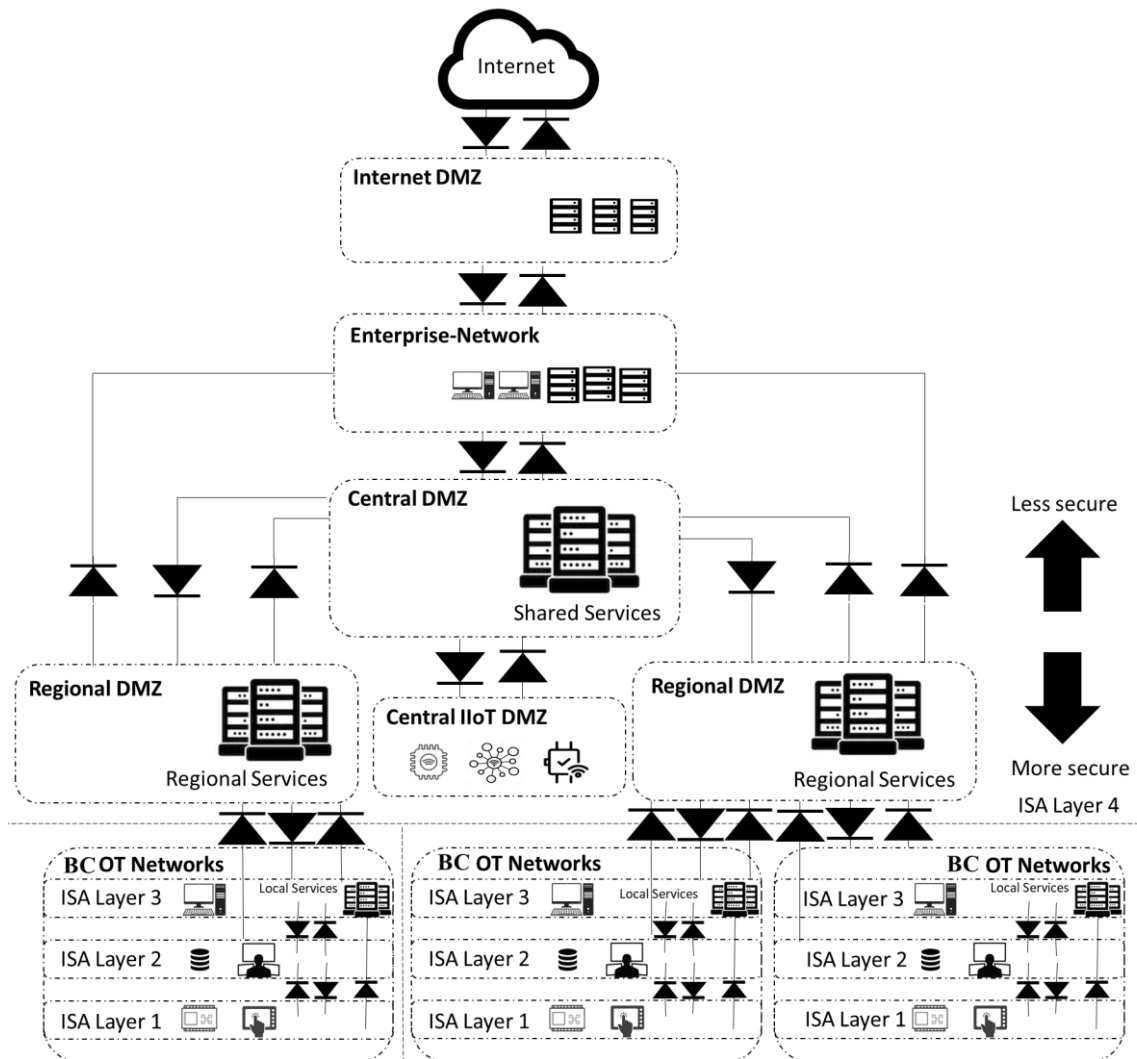 Internet
Internet DMZ
Enterprise-Network
Central DMZ
Shared Services
Less secure
Regional DMZ
Regional Services
Central IIoT DMZ
Regional DMZ
Regional Services
More secure
ISA Layer 4
BC OT Networks
ISA Layer 3
Local Services
ISA Layer 2
ISA Layer 1
BC OT Networks
ISA Layer 3
Local Services
ISA Layer 2
ISA Layer 1
BC OT Networks
ISA Layer 3
Local Services
ISA Layer 2
ISA Layer 1